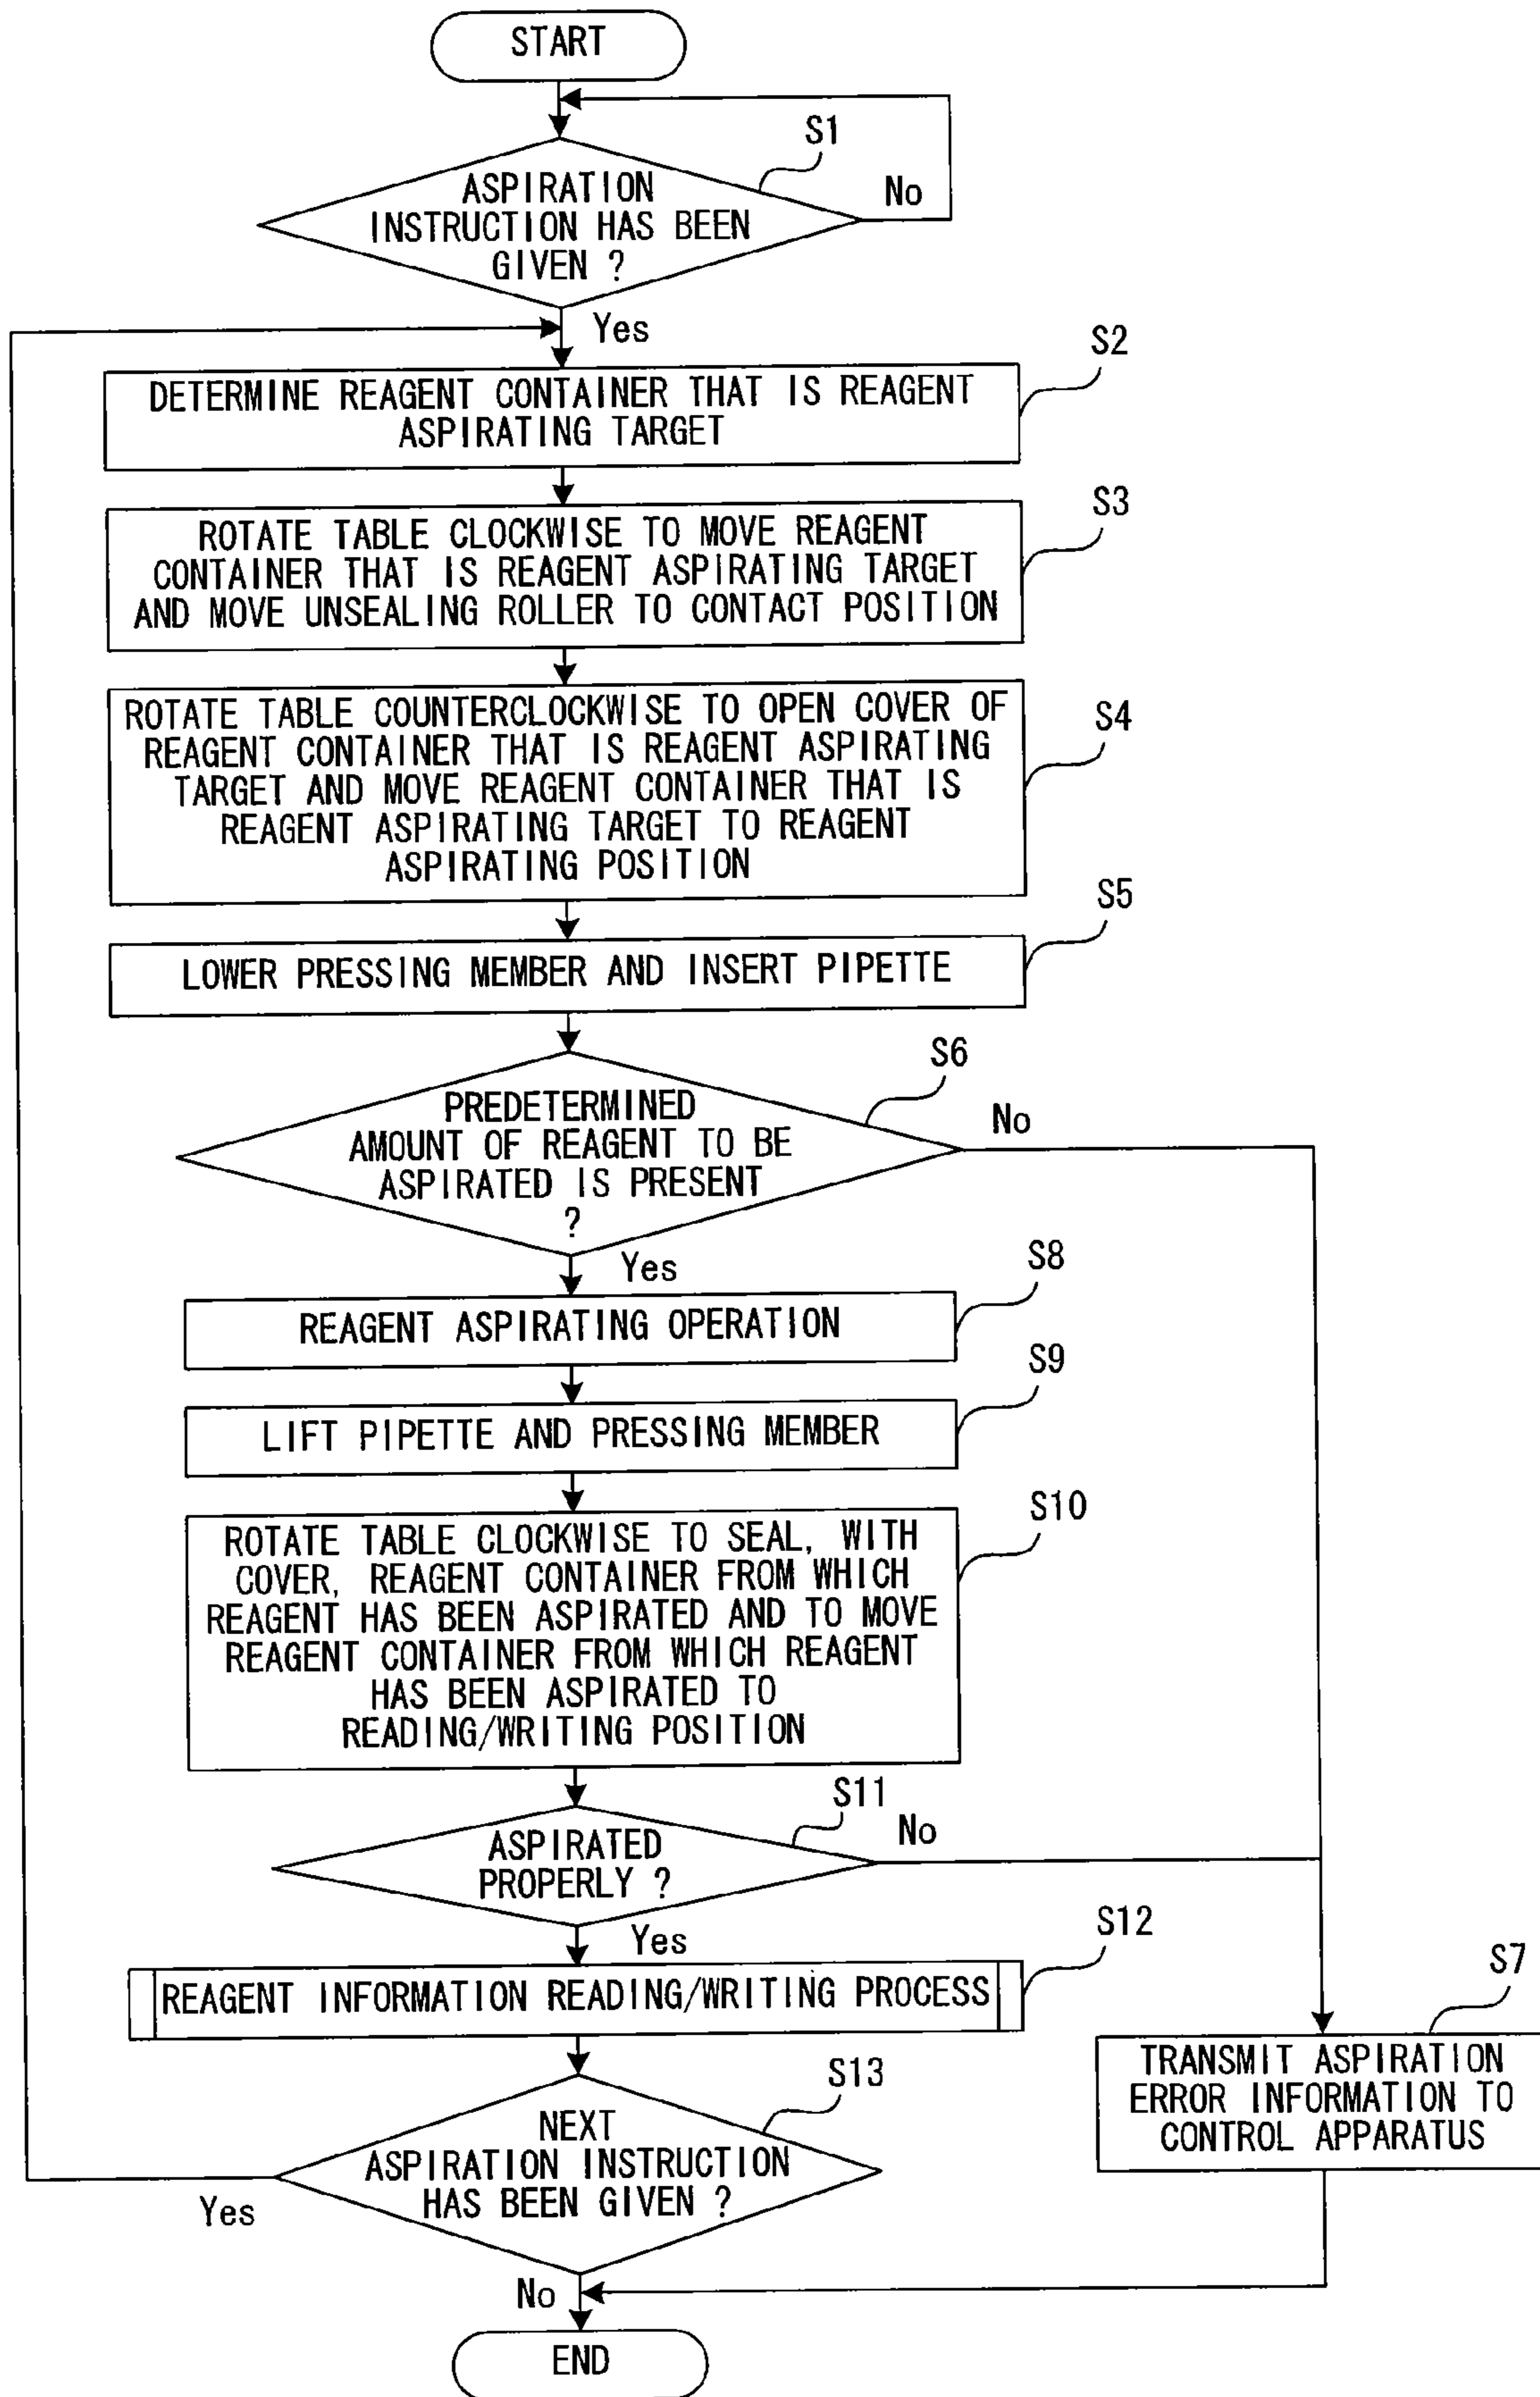 START
S1
ASPIRATION
INSTRUCTION HAS BEEN
GIVEN ?
No
Yes
S2
DETERMINE REAGENT CONTAINER THAT IS REAGENT
ASPIRATING TARGET
S3
ROTATE TABLE CLOCKWISE TO MOVE REAGENT
CONTAINER THAT IS REAGENT ASPIRATING TARGET
AND MOVE UNSEALING ROLLER TO CONTACT POSITION
S4
ROTATE TABLE COUNTERCLOCKWISE TO OPEN COVER OF
REAGENT CONTAINER THAT IS REAGENT ASPIRATING
TARGET AND MOVE REAGENT CONTAINER THAT IS
REAGENT ASPIRATING TARGET TO REAGENT
ASPIRATING POSITION
S5
LOWER PRESSING MEMBER AND INSERT PIPETTE
S6
PREDETERMINED
AMOUNT OF REAGENT TO BE
ASPIRATED IS PRESENT
?
No
Yes
S8
REAGENT ASPIRATING OPERATION
S9
LIFT PIPETTE AND PRESSING MEMBER
S10
ROTATE TABLE CLOCKWISE TO SEAL, WITH
COVER, REAGENT CONTAINER FROM WHICH
REAGENT HAS BEEN ASPIRATED AND TO MOVE
REAGENT CONTAINER FROM WHICH REAGENT
HAS BEEN ASPIRATED TO
READING/WRITING POSITION
S11
ASPIRATED
PROPERLY ?
No
Yes
S12
REAGENT INFORMATION READING/WRITING PROCESS
S7
TRANSMIT ASPIRATION
ERROR INFORMATION TO
CONTROL APPARATUS
S13
NEXT
ASPIRATION INSTRUCTION
HAS BEEN GIVEN ?
Yes
No
END